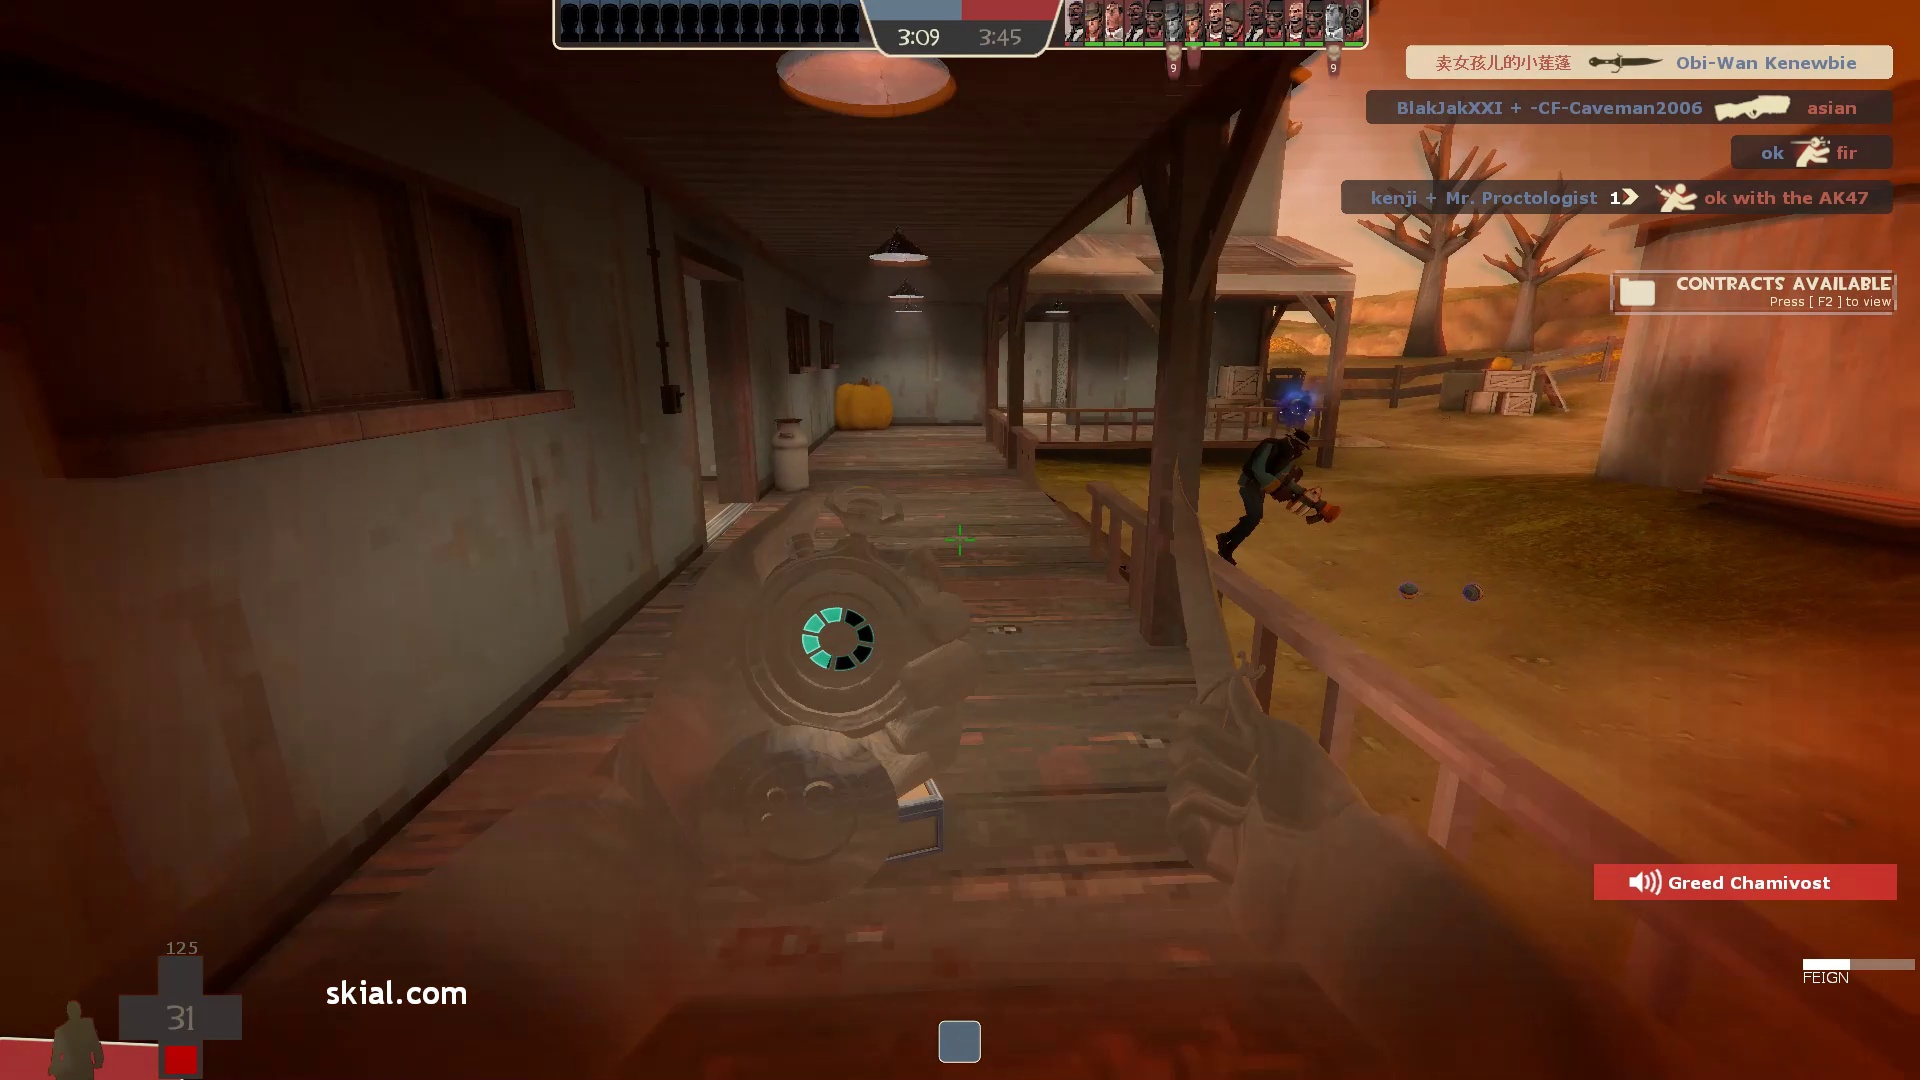 3:09 3:45
9 9
卖女孩儿的小莲蓬 Obi-Wan Kenewbie
BlakJakXXI + -CF-Caveman2006 asian
ok fir
kenji + Mr. Proctologist 1 ok with the AK47
CONTRACTS AVAILABLE
Press [ F2 ] to view
Greed Chamivost
FEIGN
125
31
skial.com